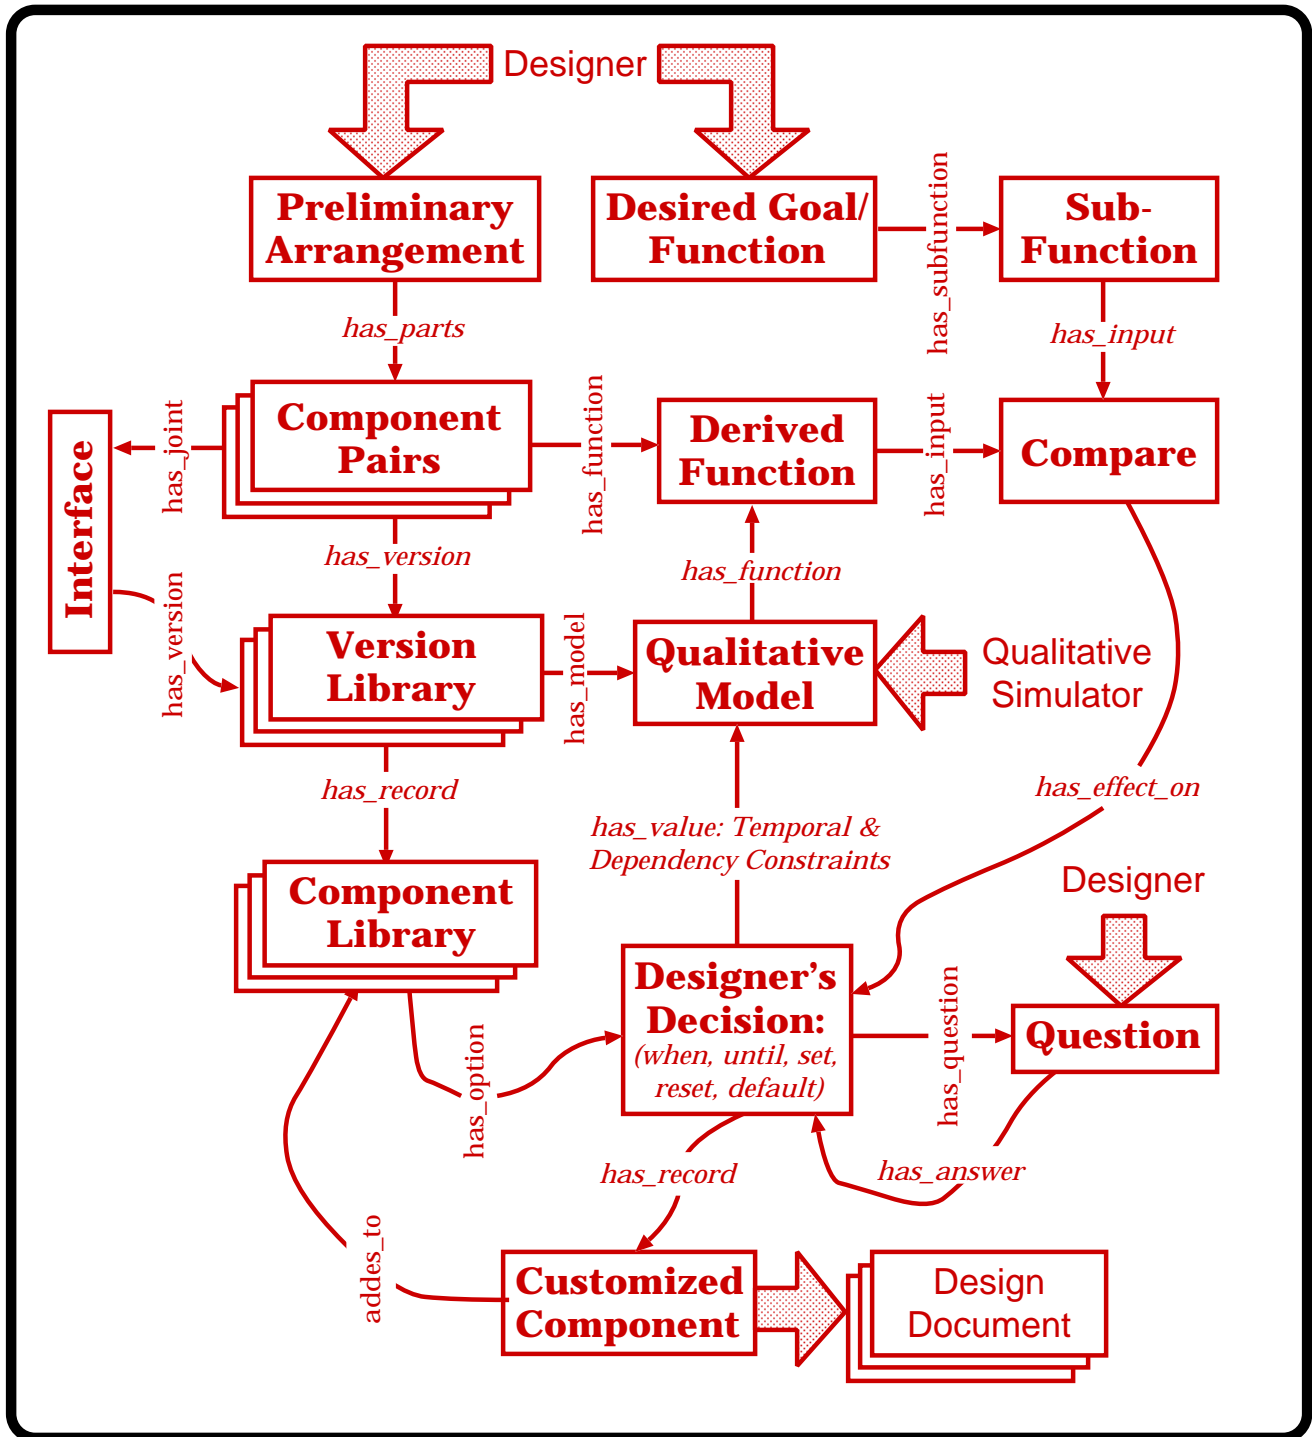 Designer
Preliminary
Arrangement
Desired Goal/
Function
has_subfunction
Sub-
Function
has_parts
has_input
Interface
has_joint
Component
Pairs
has_function
Derived
Function
has_input
Compare
has_version
has_function
has_version
Version
Library
has_model
Qualitative
Model
Qualitative
Simulator
has_record
has_value: Temporal &
Dependency Constraints
has_effect_on
Component
Library
Designer
has_option
Designer's
Decision:
(when, until, set,
reset, default)
has_question
Question
has_record
has_answer
addes_to
Customized
Component
Design
Document